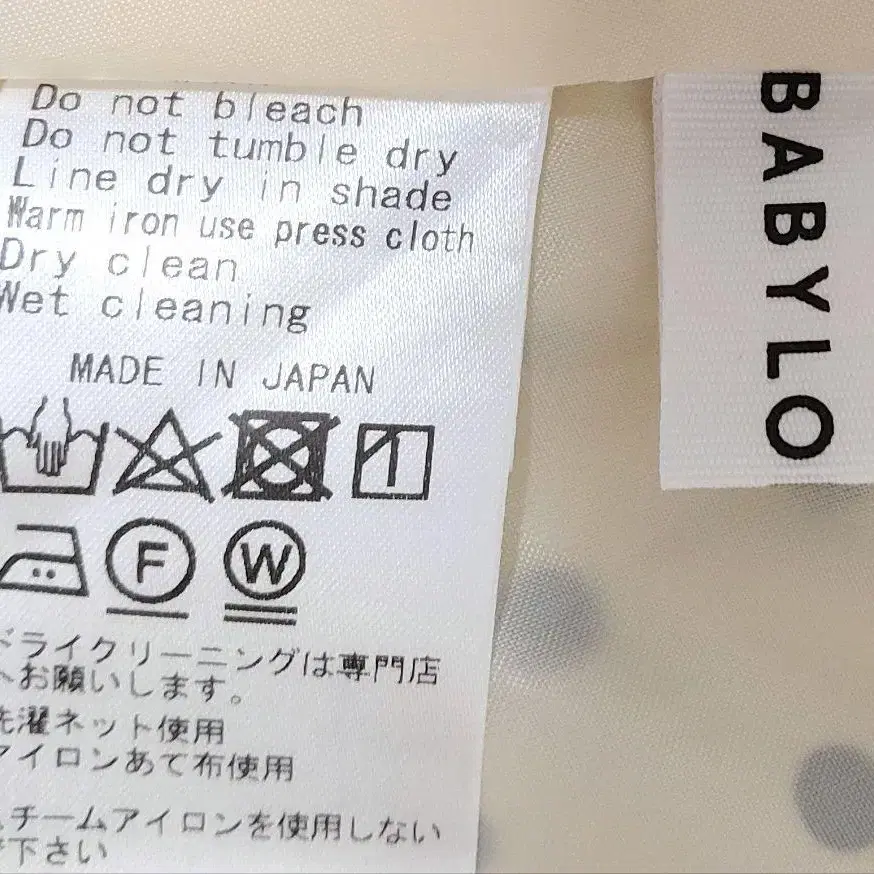 Do not bleach
Do not tumble dry
Line dry in shade
Warm iron use press cloth
Dry clean
Wet cleaning
MADE IN JAPAN
F W
ドライクリーニングは専門店
へお願いします。
洗濯ネット使用
アイロンあて布使用
スチームアイロンを使用しない
で下さい
BABYLO